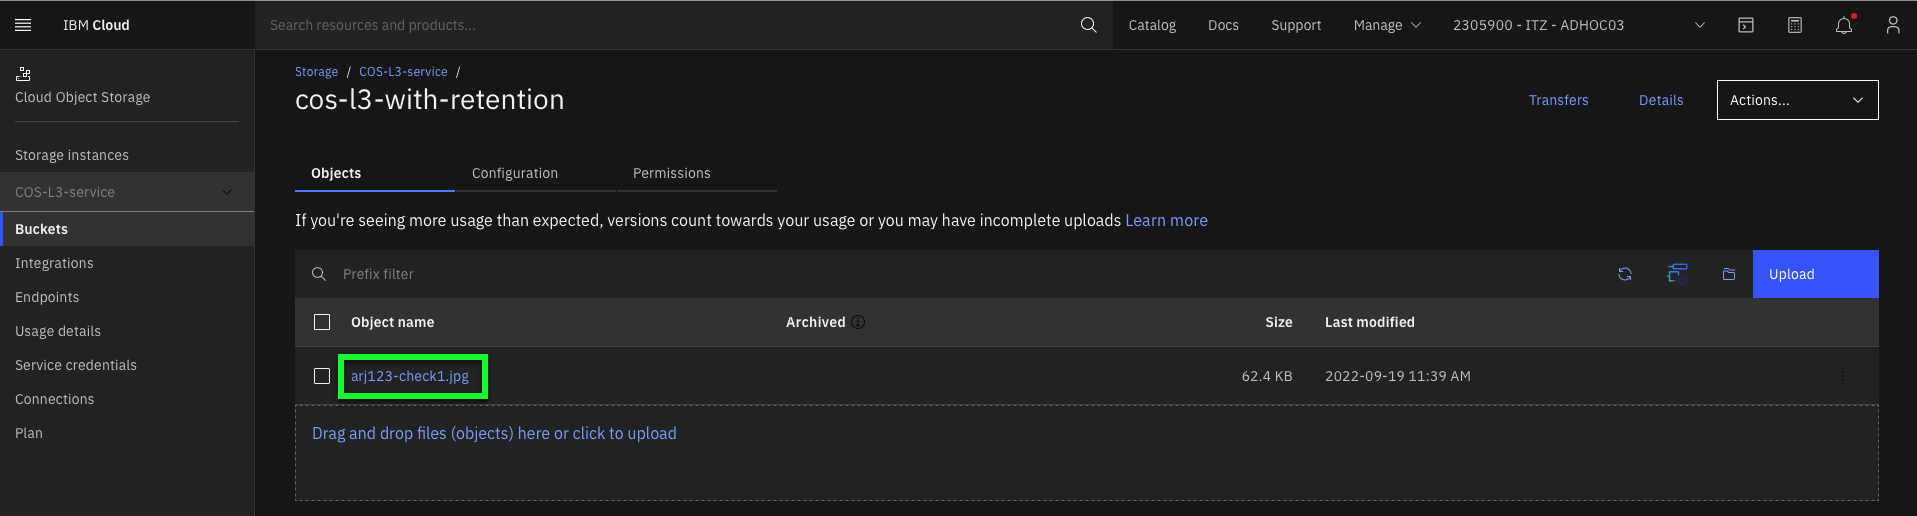 IBM Cloud
Search resources and products...
Catalog
Docs
Support
Manage
2305900 - ITZ - ADHOC03
Cloud Object Storage
Storage instances
COS-L3-service
Buckets
Integrations
Endpoints
Usage details
Service credentials
Connections
Plan
Storage / COS-L3-service /
cos-l3-with-retention
Transfers
Details
Actions...
Objects
Configuration
Permissions
If you're seeing more usage than expected, versions count towards your usage or you may have incomplete uploads Learn more
Prefix filter
Upload
Object name
Archived
Size
Last modified
arj123-check1.jpg
62.4 KB
2022-09-19 11:39 AM
Drag and drop files (objects) here or click to upload